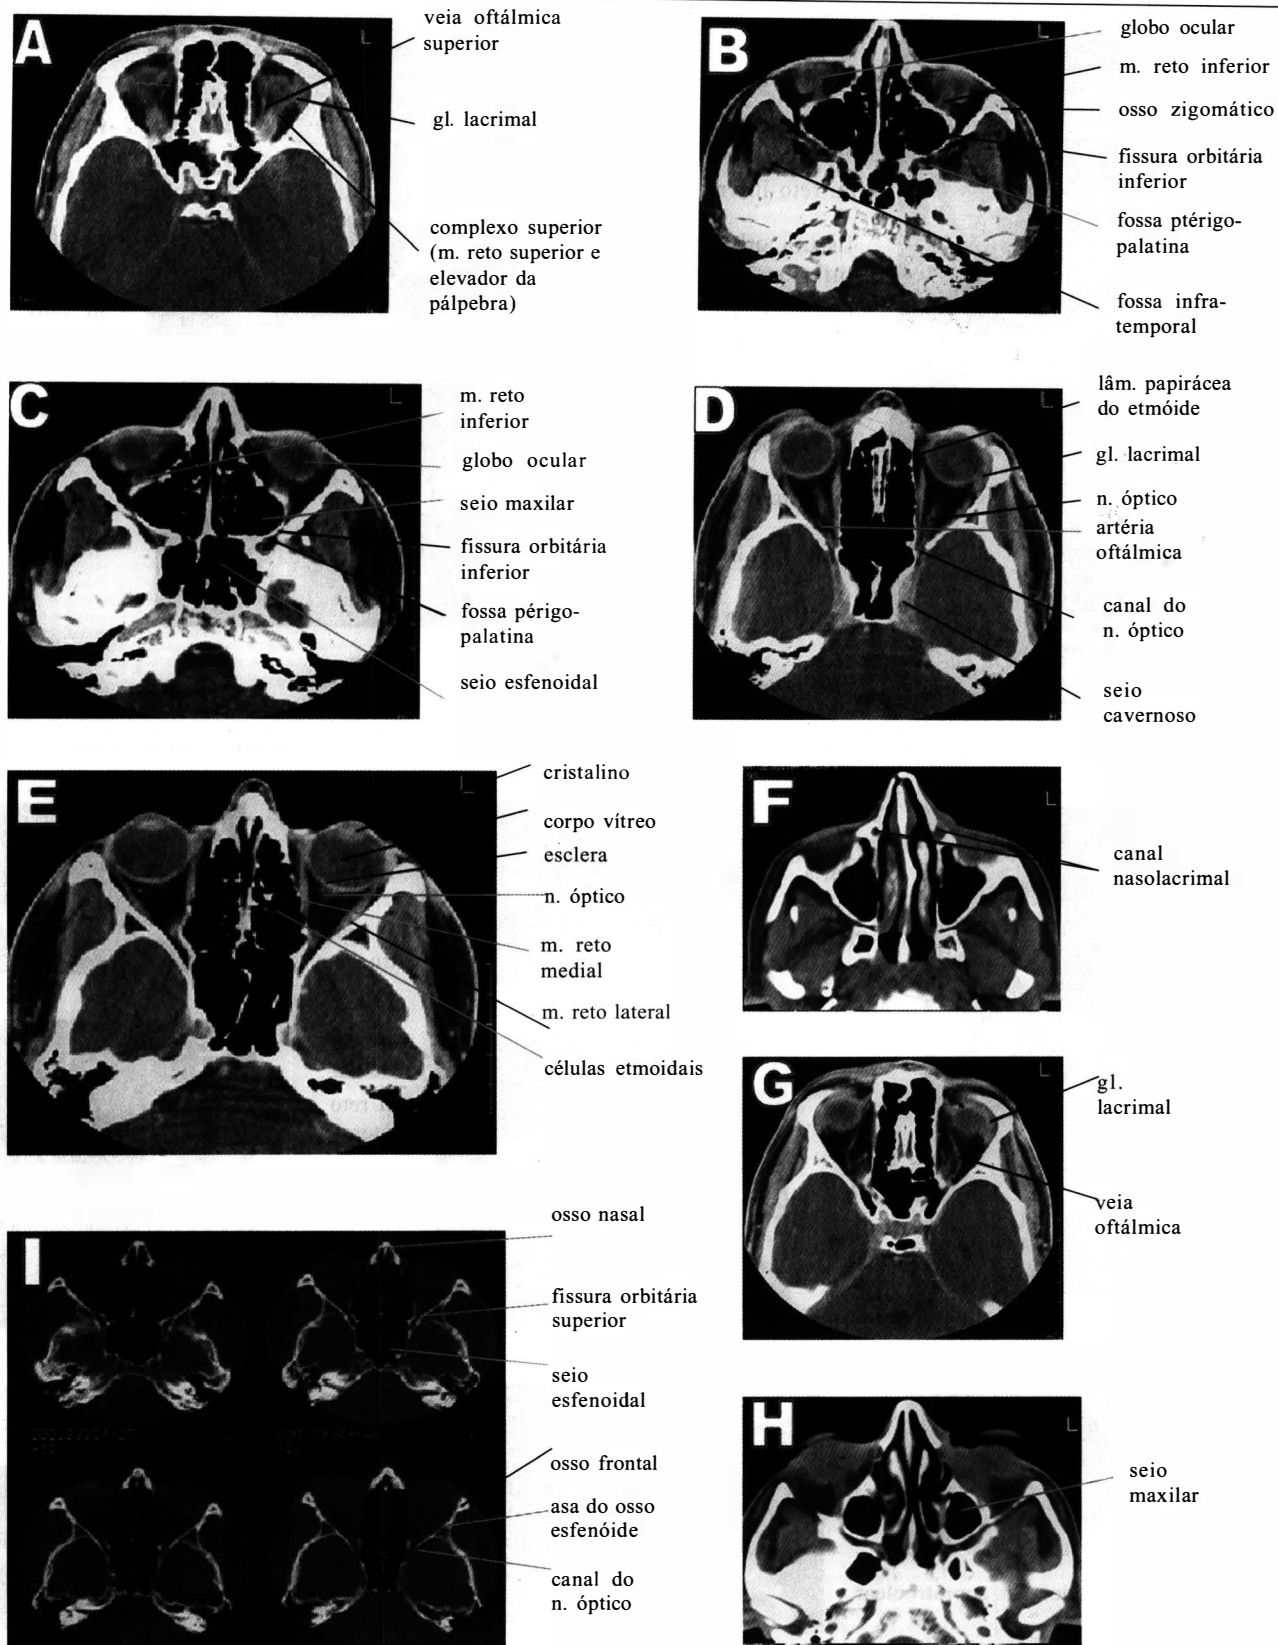 A
L
veia oftálmica
superior
gl. lacrimal
complexo superior
(m. reto superior e
elevador da
pálpebra)
B
L
globo ocular
m. reto inferior
osso zigomático
fissura orbitária
inferior
fossa ptérigo-
palatina
fossa infra-
temporal
C
L
m. reto
inferior
globo ocular
seio maxilar
fissura orbitária
inferior
fossa périgo-
palatina
seio esfenoidal
D
L
lâm. papirácea
do etmóide
gl. lacrimal
n. óptico
artéria
oftálmica
canal do
n. óptico
seio
cavernoso
E
L
cristalino
corpo vítreo
esclera
n. óptico
m. reto
medial
m. reto lateral
células etmoidais
F
L
canal
nasolacrimal
G
L
gl.
lacrimal
veia
oftálmica
I
osso nasal
fissura orbitária
superior
seio
esfenoidal
osso frontal
asa do osso
esfenóide
canal do
n. óptico
H
L
seio
maxilar